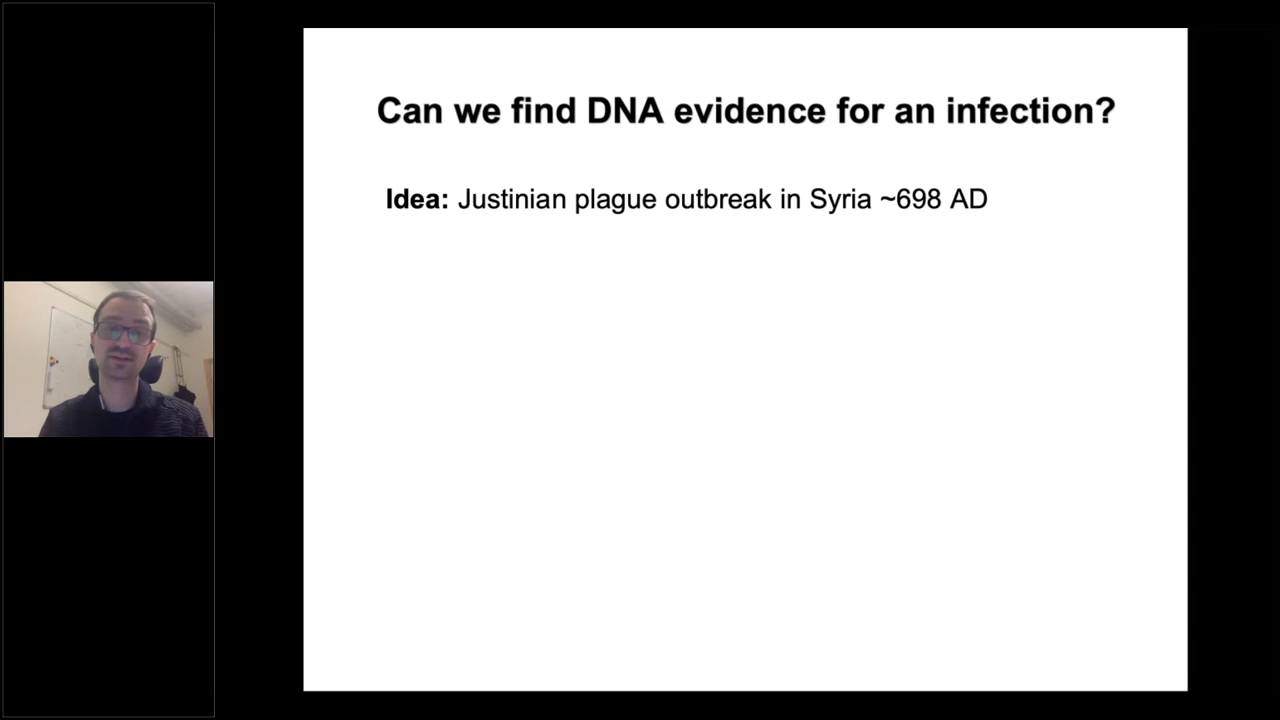 Can we find DNA evidence for an infection?
Idea: Justinian plague outbreak in Syria ~698 AD